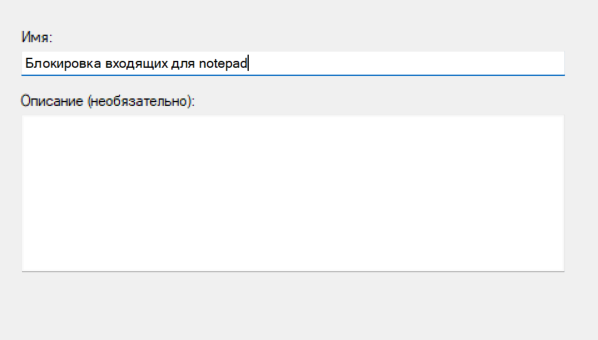 Имя:
Блокировка входящих для notepad
Описание (необязательно):